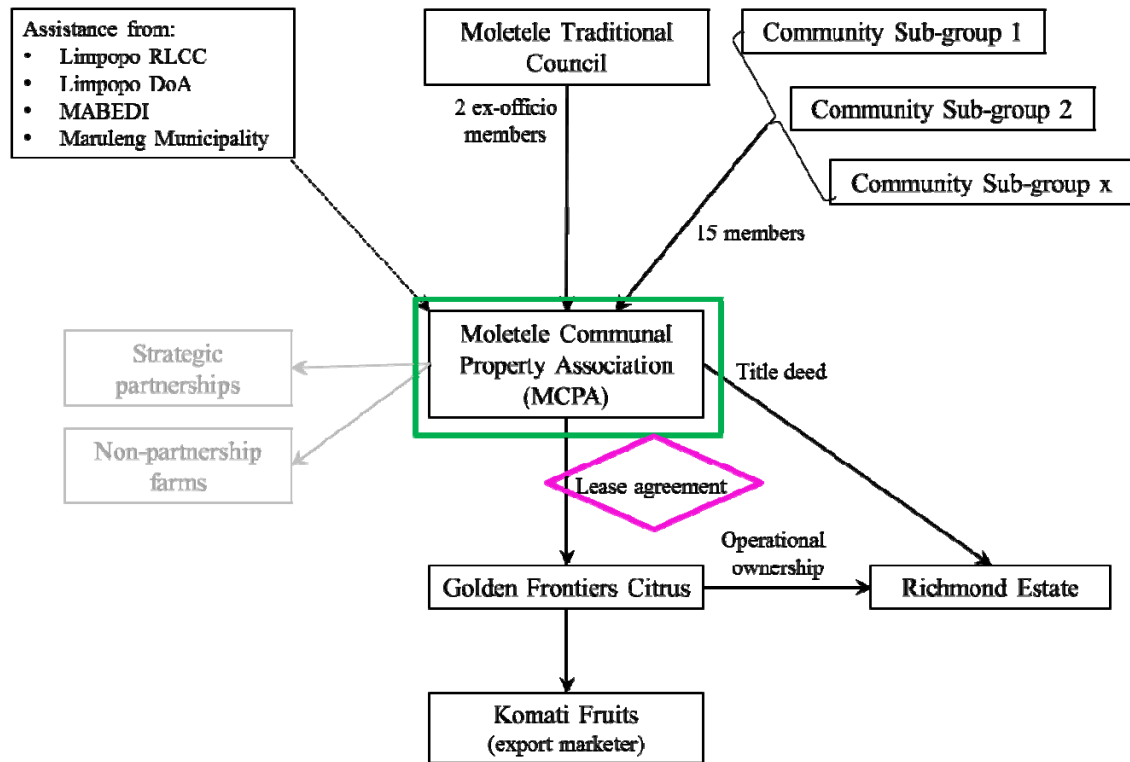 Assistance from:
• Limpopo RLCC
• Limpopo DoA
• MABEDI
• Maruleng Municipality
Moletele Traditional
Council
Community Sub-group 1
Community Sub-group 2
Community Sub-group x
2 ex-officio
members
15 members
Moletele Communal
Property Association
(MCPA)
Strategic
partnerships
Non-partnership
farms
Title deed
Lease agreement
Operational
ownership
Golden Frontiers Citrus
Richmond Estate
Komati Fruits
(export marketer)